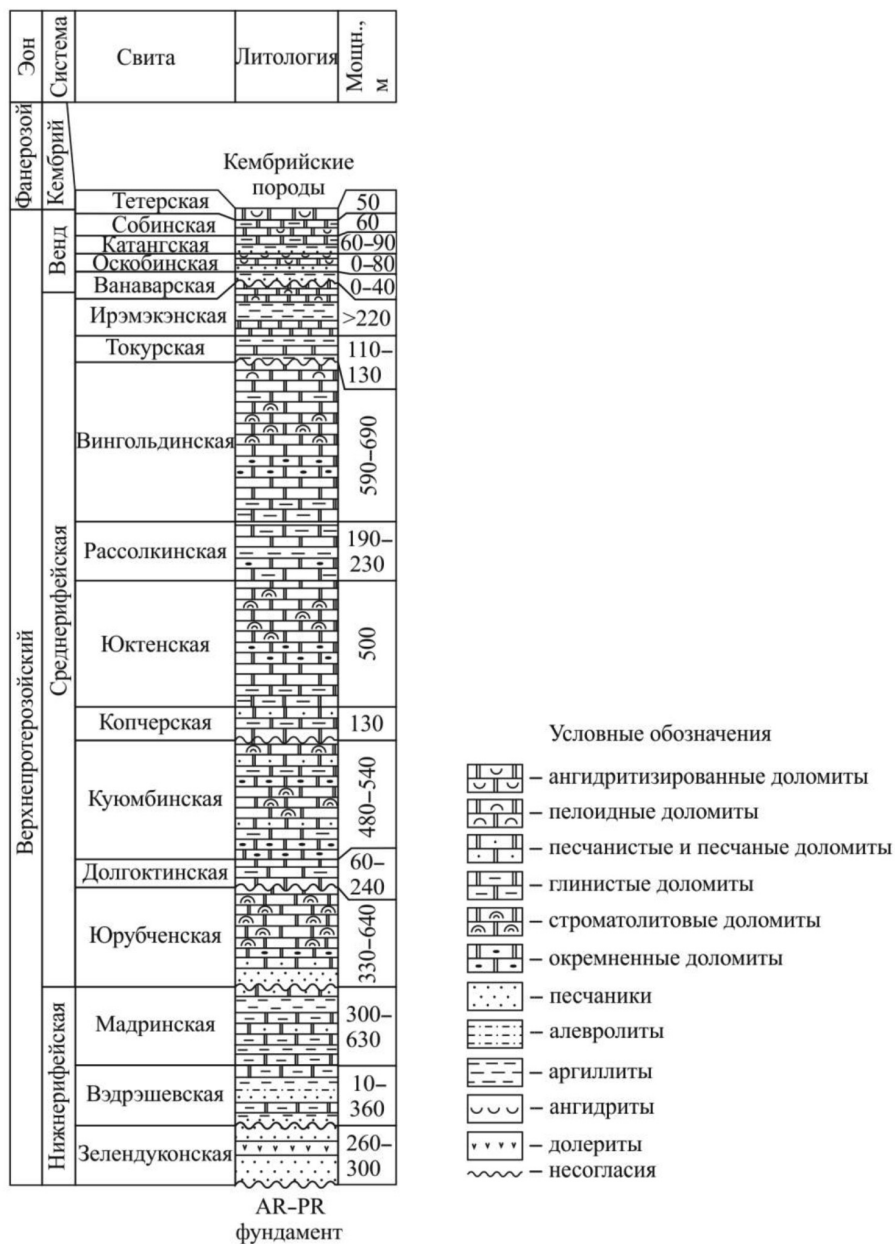 Эон
Система
Свита
Литология
Мощн.,
м
Фанерозой
Кембрий
Кембрийские
породы
Тетерская
50
Верхнепротерозойский
Венд
Собинская
60
Катангская
60–90
Оскобинская
0–80
Ванаварская
0–40
Среднерифейская
Ирэмэкэнская
>220
Токурская
110–
130
Вингольдинская
590–690
Рассолкинская
190–
230
Юктенская
500
Копчерская
130
Куюмбинская
480–540
Долгоктинская
60–
240
Юрубченская
330–640
Нижнерифейская
Мадринская
300–
630
Вэдрэшевская
10–
360
Зелендуконская
260–
300
AR–PR
фундамент
Условные обозначения
– ангидритизированные доломиты
– пелоидные доломиты
– песчанистые и песчаные доломиты
– глинистые доломиты
– строматолитовые доломиты
– окремненные доломиты
– песчаники
– алевролиты
– аргиллиты
– ангидриты
– долериты
– несогласия